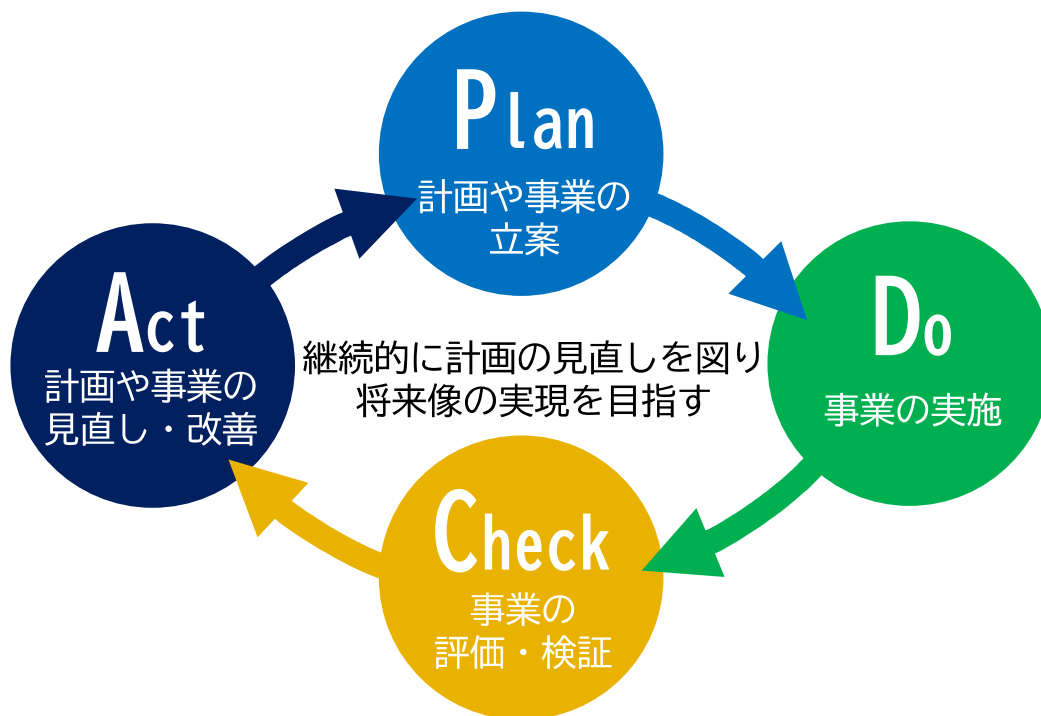 Plan
計画や事業の
立案
Do
事業の実施
Check
事業の
評価・検証
Act
計画や事業の
見直し・改善
継続的に計画の見直しを図り
将来像の実現を目指す